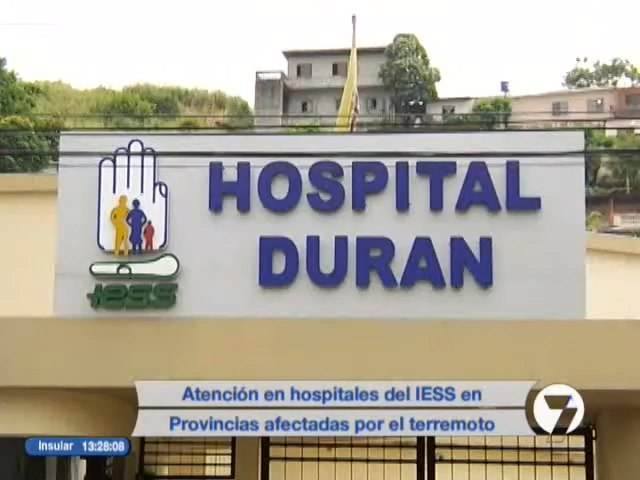 HOSPITAL
DURAN
IESS
Atención en hospitales del IESS en
Provincias afectadas por el terremoto
7
Insular 13:28:08